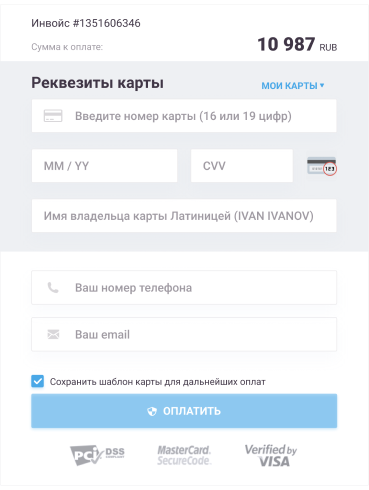 Инвойс #1351606346
Сумма к оплате: 10 987 RUB
Реквизиты карты МОИ КАРТЫ
Введите номер карты (16 или 19 цифр)
MM / YY CVV
123
Имя владельца карты Латиницей (IVAN IVANOV)
Ваш номер телефона
Ваш email
Сохранить шаблон карты для дальнейших оплат
ОПЛАТИТЬ
PCI DSS MasterCard. SecureCode. Verified by VISA